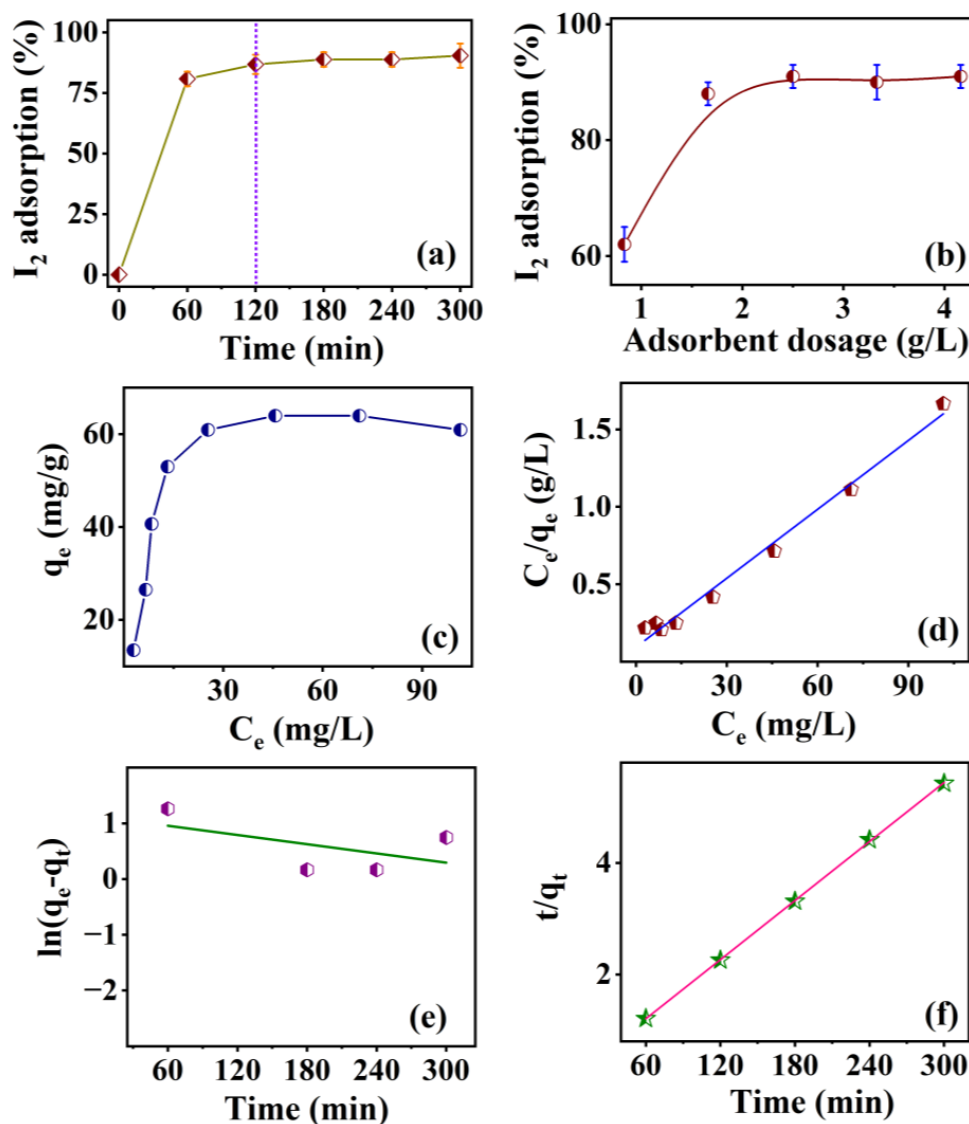 I₂ adsorption (%)
100
75
50
25
0
(a)
0 60 120 180 240 300
Time (min)
I₂ adsorption (%)
100
80
60
(b)
1 2 3 4
Adsorbent dosage (g/L)
qₑ (mg/g)
60
40
20
(c)
30 60 90
Cₑ (mg/L)
Cₑ/qₑ (g/L)
1.5
1.0
0.5
(d)
0 30 60 90
Cₑ (mg/L)
ln(qₑ-qₜ)
1
0
−1
−2
(e)
60 120 180 240 300
Time (min)
t/qₜ
4
2
(f)
60 120 180 240 300
Time (min)